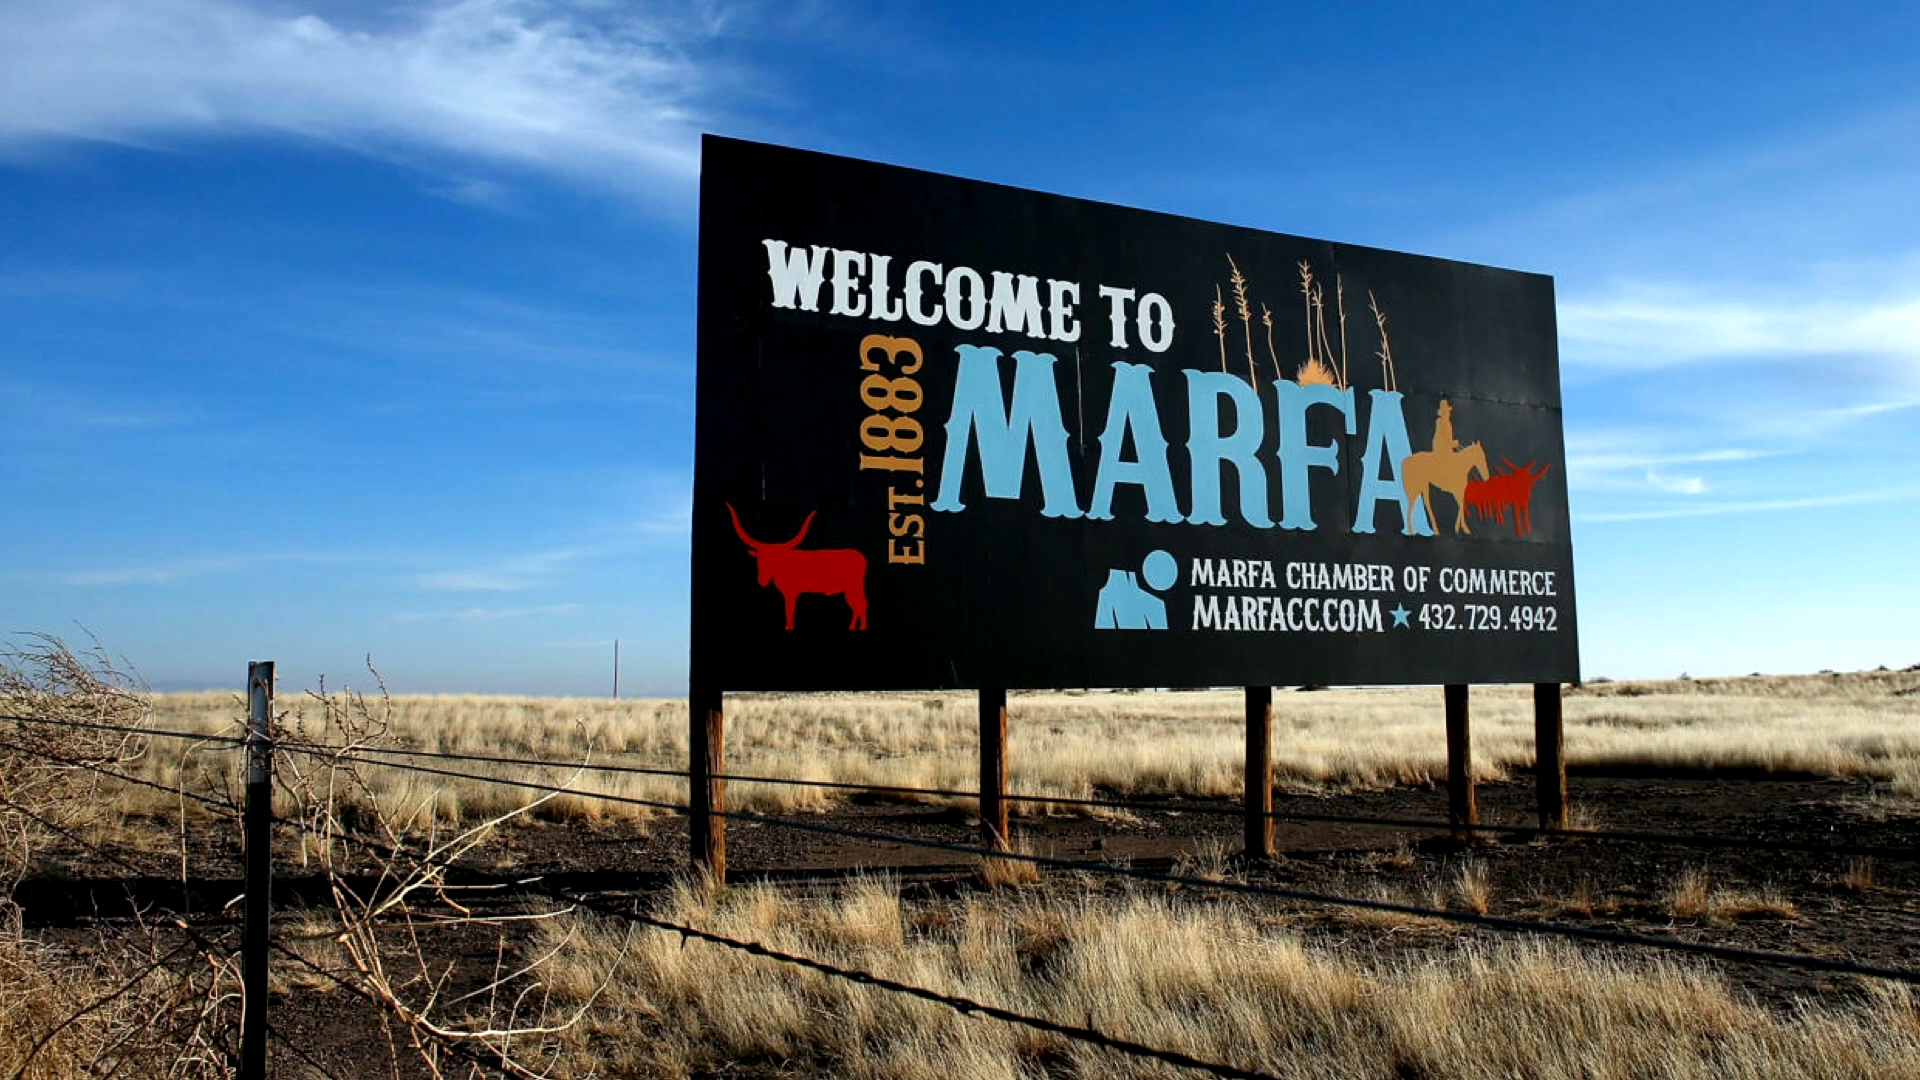 WELCOME TO
EST. 1883
MARFA
MARFA CHAMBER OF COMMERCE
MARFACC.COM ★ 432.729.4942